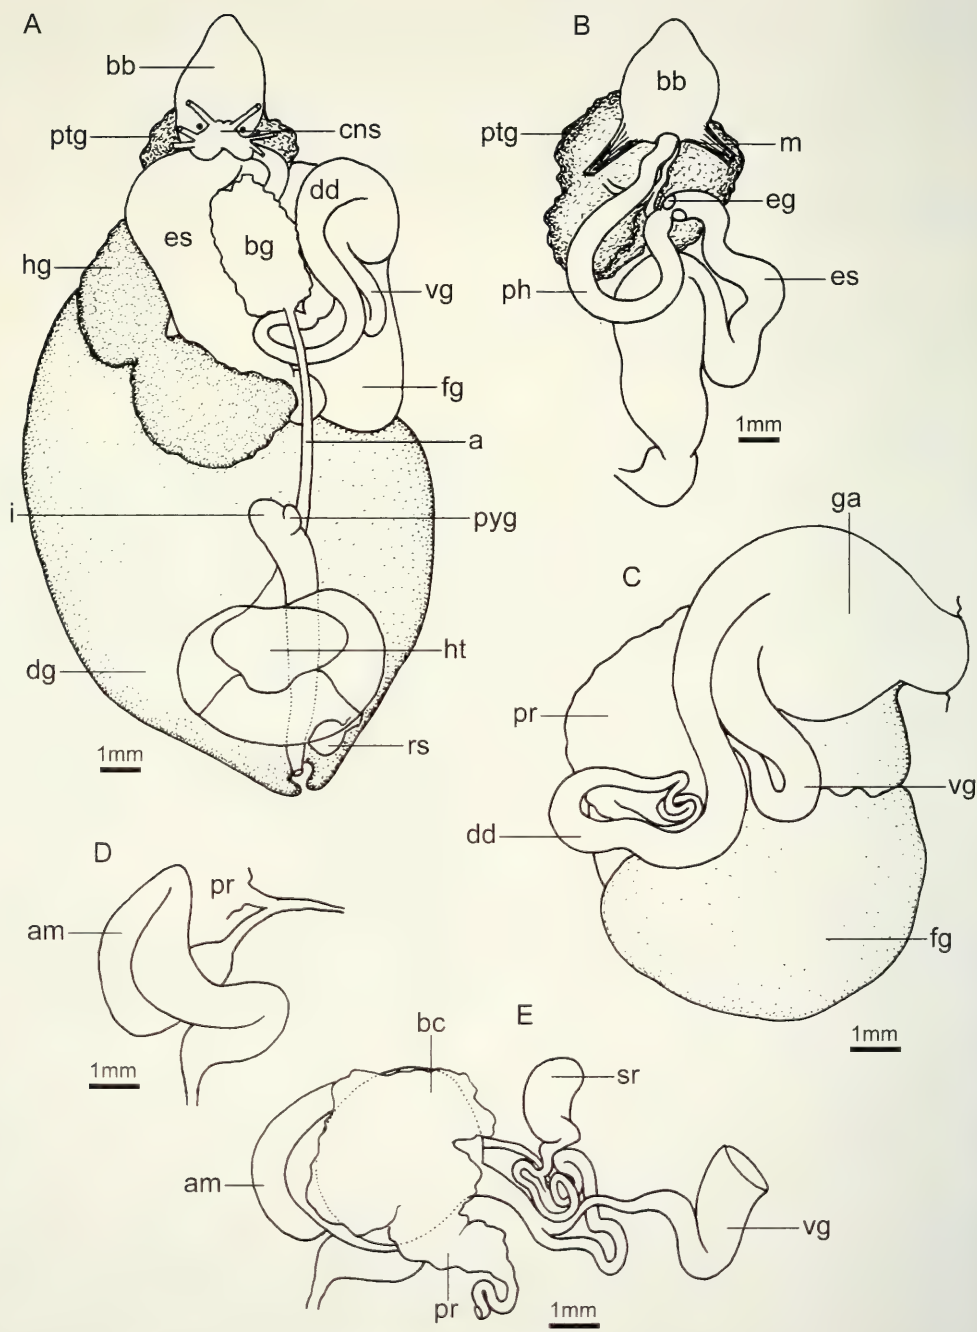 A
bb
ptg
cns
dd
es
bg
hg
vg
fg
a
i
pyg
ht
dg
rs
1mm
B
bb
ptg
m
eg
es
ph
1mm
C
ga
pr
vg
dd
fg
1mm
D
pr
am
1mm
E
bc
sr
am
vg
pr
1mm